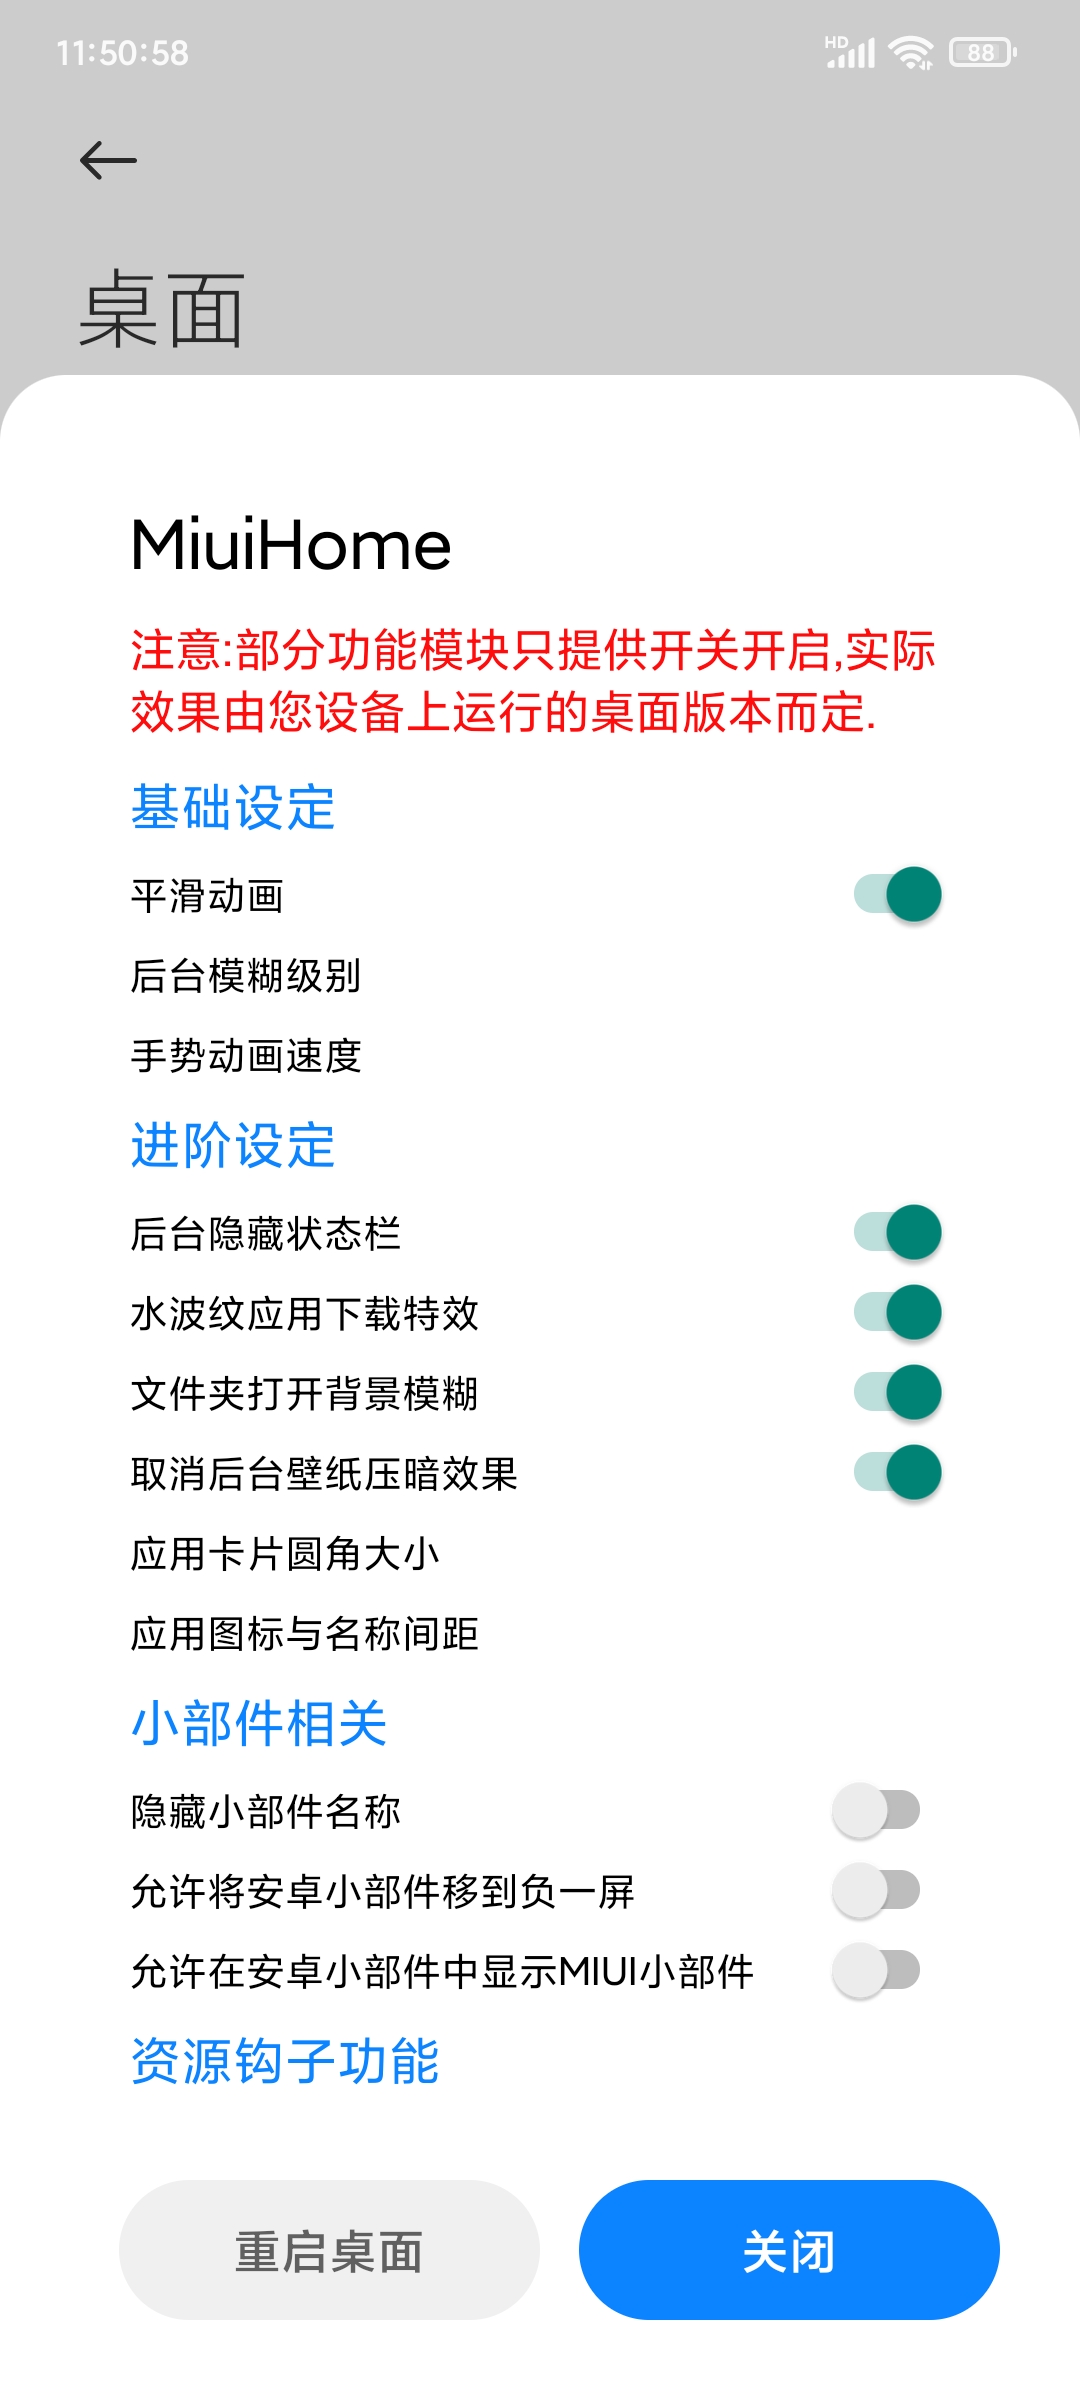 11:50:58
HD
88
桌面
MiuiHome
注意:部分功能模块只提供开关开启,实际
效果由您设备上运行的桌面版本而定.
基础设定
平滑动画
后台模糊级别
手势动画速度
进阶设定
后台隐藏状态栏
水波纹应用下载特效
文件夹打开背景模糊
取消后台壁纸压暗效果
应用卡片圆角大小
应用图标与名称间距
小部件相关
隐藏小部件名称
允许将安卓小部件移到负一屏
允许在安卓小部件中显示MIUI小部件
资源钩子功能
重启桌面
关闭